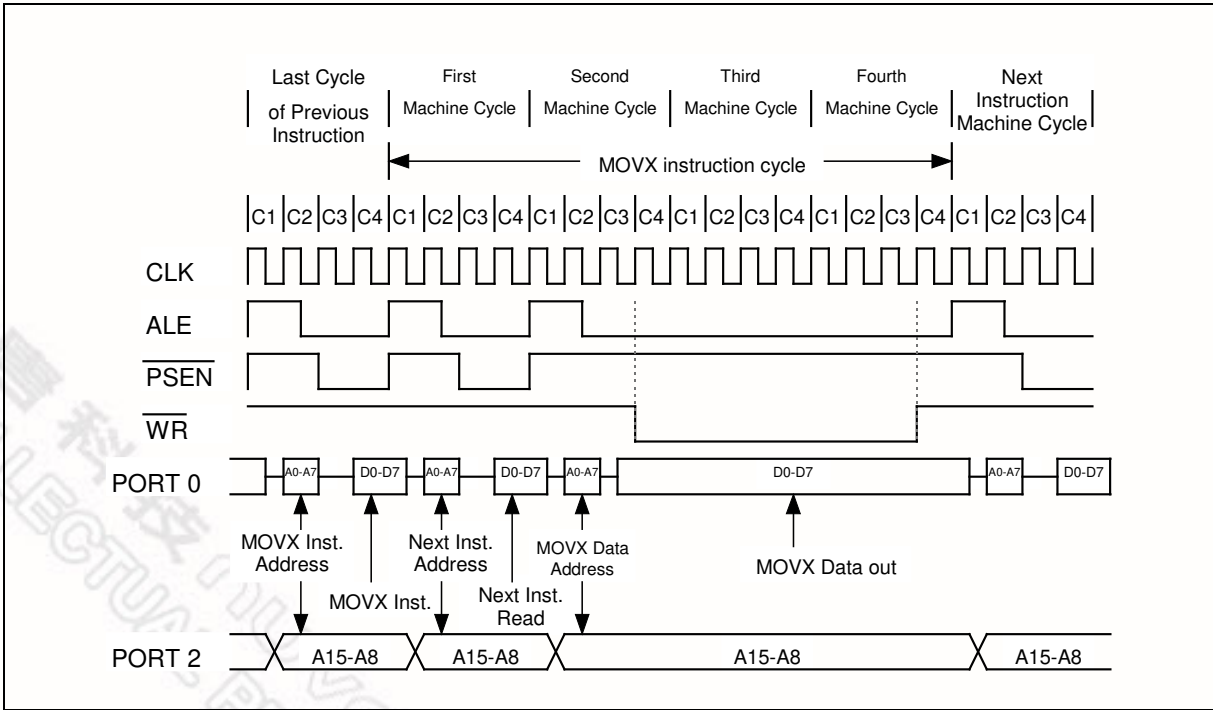 Last Cycle of Previous Instruction
First Machine Cycle
Second Machine Cycle
Third Machine Cycle
Fourth Machine Cycle
Next Instruction Machine Cycle
MOVX instruction cycle
C1 C2 C3 C4 C1 C2 C3 C4 C1 C2 C3 C4 C1 C2 C3 C4 C1 C2 C3 C4 C1 C2 C3 C4
CLK
ALE
PSEN
WR
PORT 0 A0-A7 D0-D7 A0-A7 D0-D7 A0-A7 D0-D7 A0-A7 D0-D7
MOVX Inst. Address
MOVX Inst.
Next Inst. Address
Next Inst. Read
MOVX Data Address
MOVX Data out
PORT 2 A15-A8 A15-A8 A15-A8 A15-A8